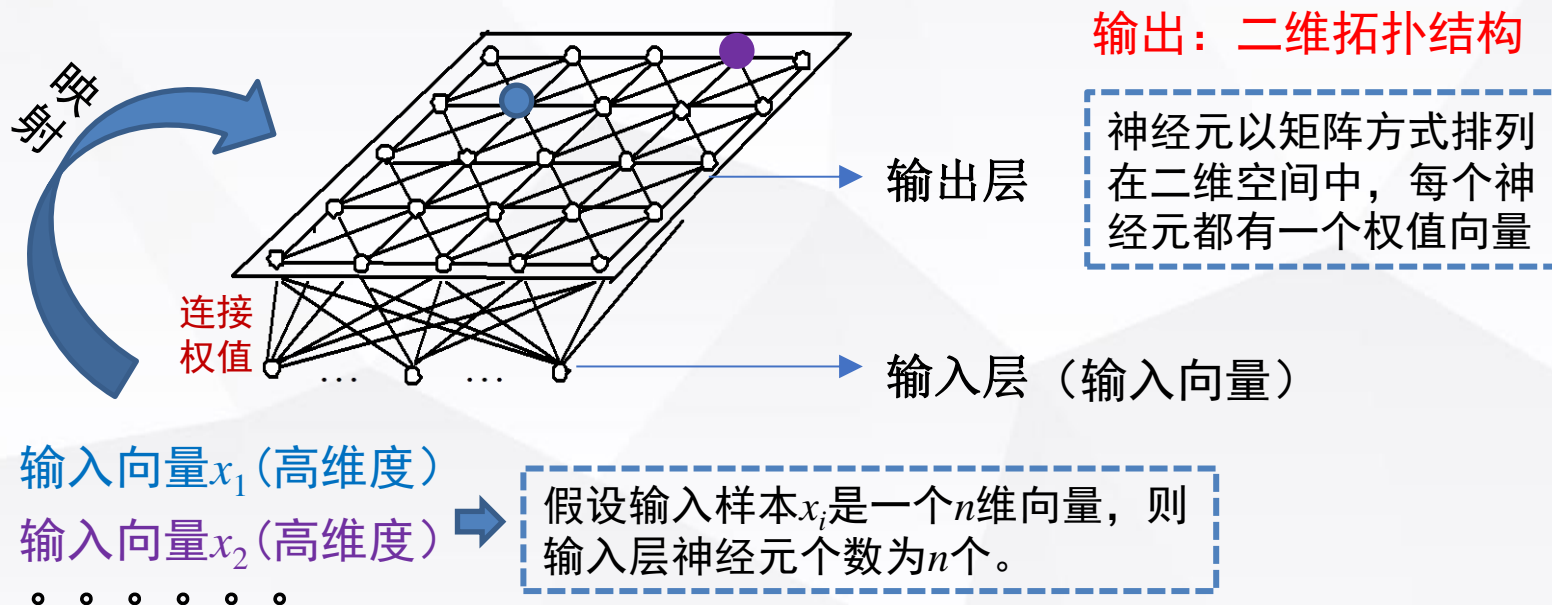 输出：二维拓扑结构
映射
神经元以矩阵方式排列
在二维空间中，每个神
经元都有一个权值向量
输出层
连接
权值
… …
输入层（输入向量）
输入向量x₁(高维度)
输入向量x₂(高维度)
。。。。。。
假设输入样本xᵢ是一个n维向量，则
输入层神经元个数为n个。